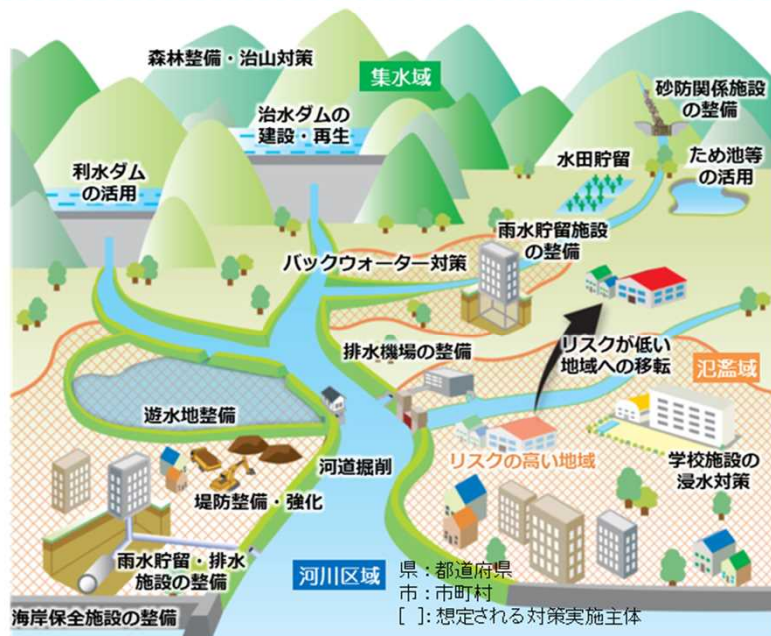 森林整備・治山対策
集水域
砂防関係施設
の整備
治水ダムの
建設・再生
水田貯留
ため池等
の活用
利水ダム
の活用
雨水貯留施設
の整備
バックウォーター対策
排水機場の整備
リスクが低い
地域への移転
氾濫域
遊水地整備
リスクの高い地域
学校施設の
浸水対策
河道掘削
堤防整備・強化
雨水貯留・排水
施設の整備
河川区域
県：都道府県
市：市町村
[ ]：想定される対策実施主体
海岸保全施設の整備